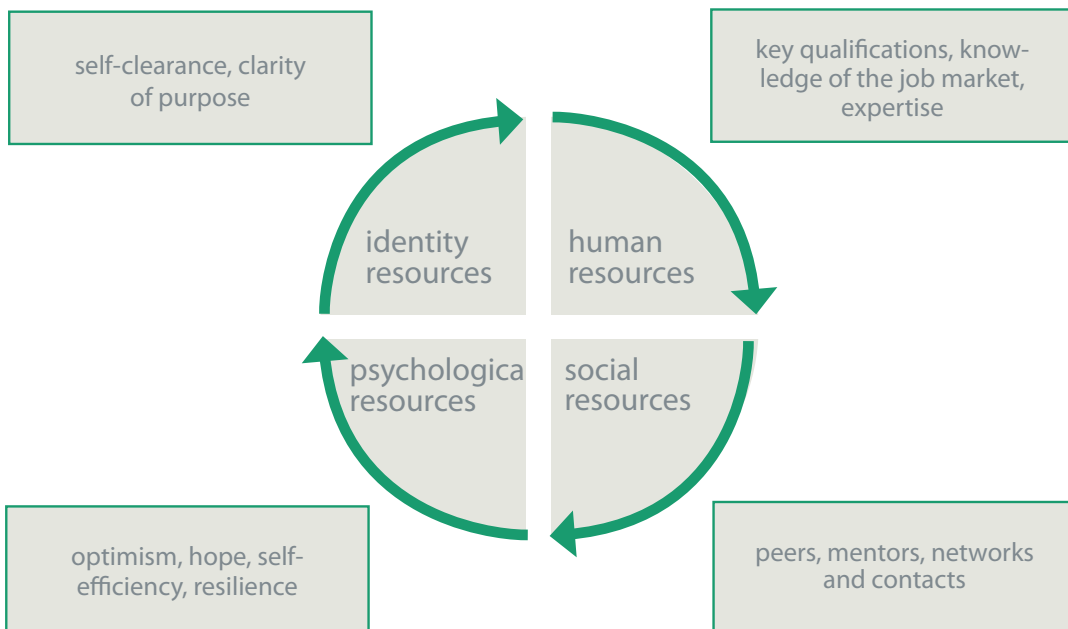 self-clearance, clarity
of purpose
key qualifications, know-
ledge of the job market,
expertise
identity
resources
human
resources
psychological
resources
social
resources
optimism, hope, self-
efficiency, resilience
peers, mentors, networks
and contacts